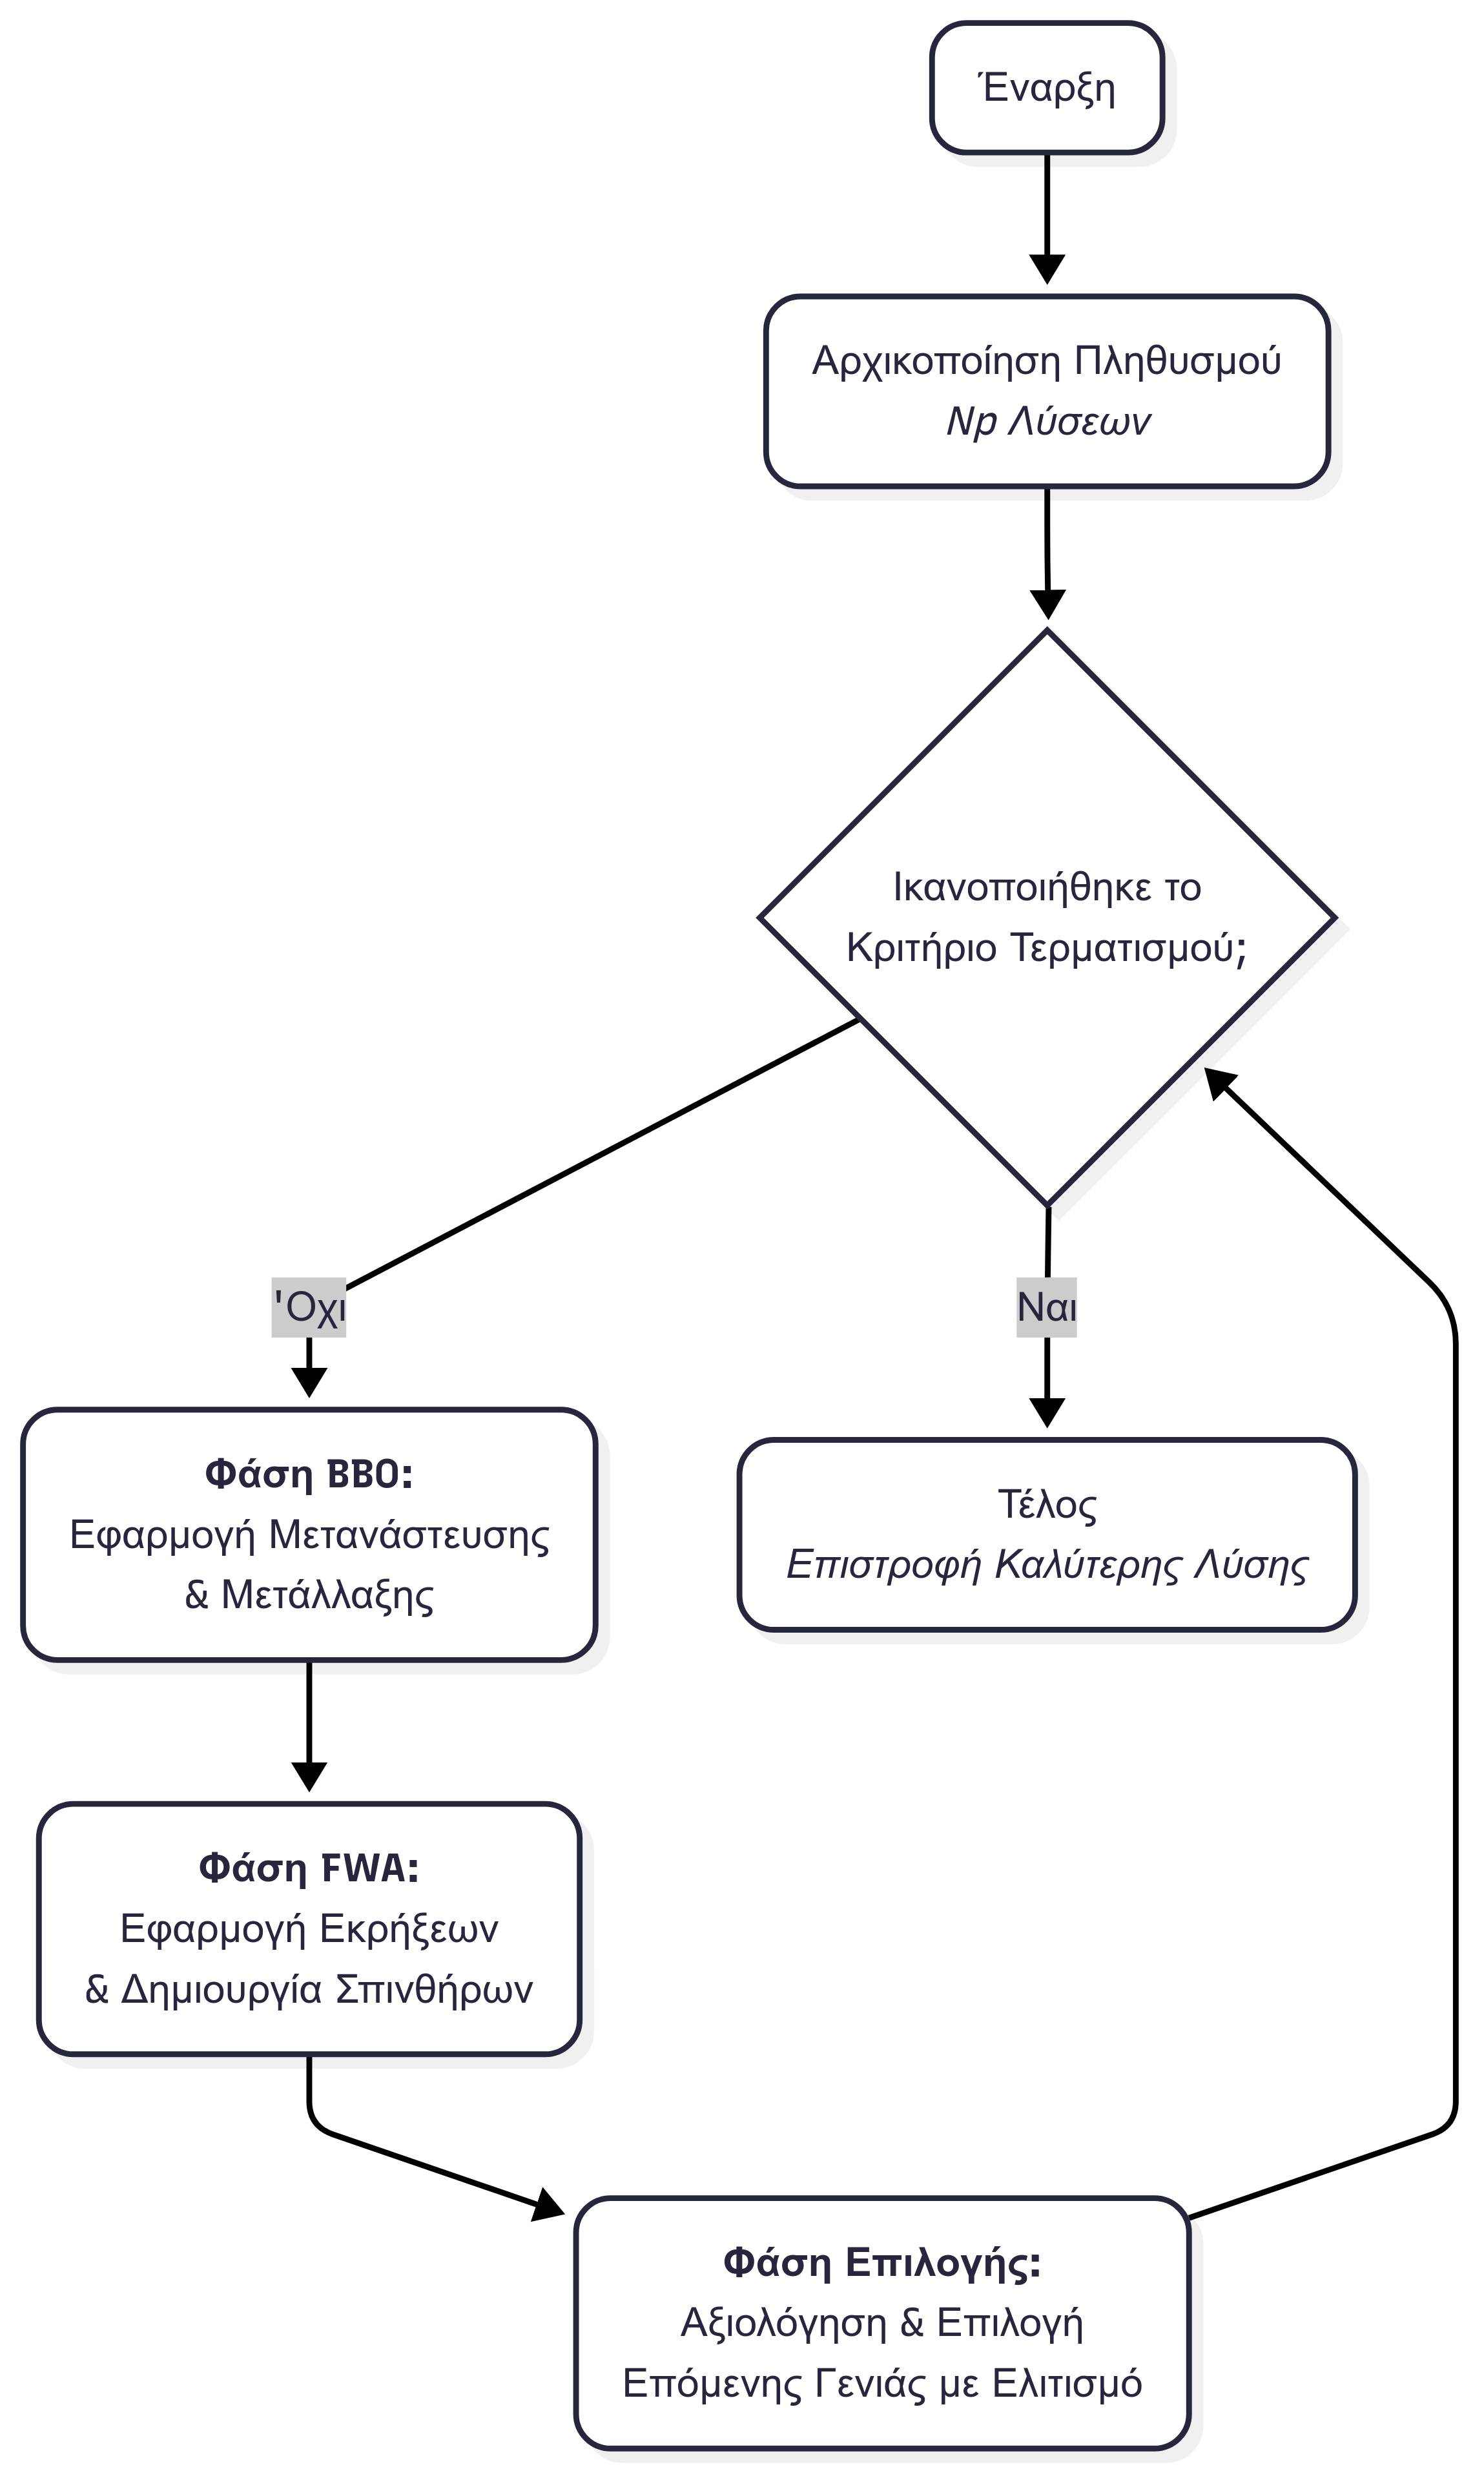 Έναρξη
Αρχικοποίηση Πληθυσμού
Np Λύσεων
Ικανοποιήθηκε το
Κριτήριο Τερματισμού;
'Οχι
Ναι
Φάση BBO:
Εφαρμογή Μετανάστευσης
& Μετάλλαξης
Τέλος
Επιστροφή Καλύτερης Λύσης
Φάση FWA:
Εφαρμογή Εκρήξεων
& Δημιουργία Σπινθήρων
Φάση Επιλογής:
Αξιολόγηση & Επιλογή
Επόμενης Γενιάς με Ελιτισμό